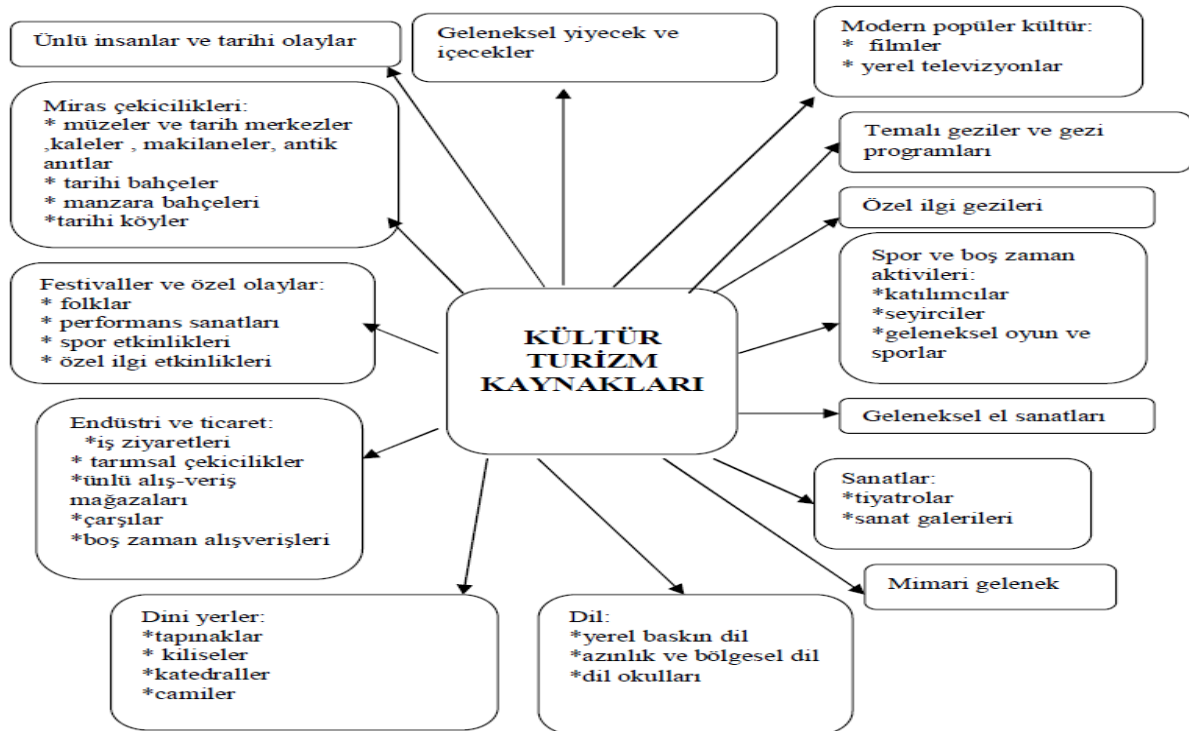 Ünlü insanlar ve tarihi olaylar
Geleneksel yiyecek ve
içecekler
Modern popüler kültür:
* filmler
* yerel televizyonlar
Miras çekicilikleri:
* müzeler ve tarih merkezler
,kaleler , makilaneler, antik
anıtlar
* tarihi bahçeler
* manzara bahçeleri
*tarihi köyler
Temalı geziler ve gezi
programları
Özel ilgi gezileri
Spor ve boş zaman
aktivileri:
*katılımcılar
*seyirciler
*geleneksel oyun ve
sporlar
Festivaller ve özel olaylar:
* folklar
* performans sanatları
* spor etkinlikleri
* özel ilgi etkinlikleri
KÜLTÜR
TURİZM
KAYNAKLARI
Geleneksel el sanatları
Endüstri ve ticaret:
*iş ziyaretleri
* tarımsal çekicilikler
*ünlü alış-veriş
mağazaları
*çarşılar
*boş zaman alışverişleri
Sanatlar:
*tiyatrolar
*sanat galerileri
Mimari gelenek
Dini yerler:
*tapınaklar
* kiliseler
*katedraller
*camiler
Dil:
*yerel baskın dil
*azınlık ve bölgesel dil
*dil okulları